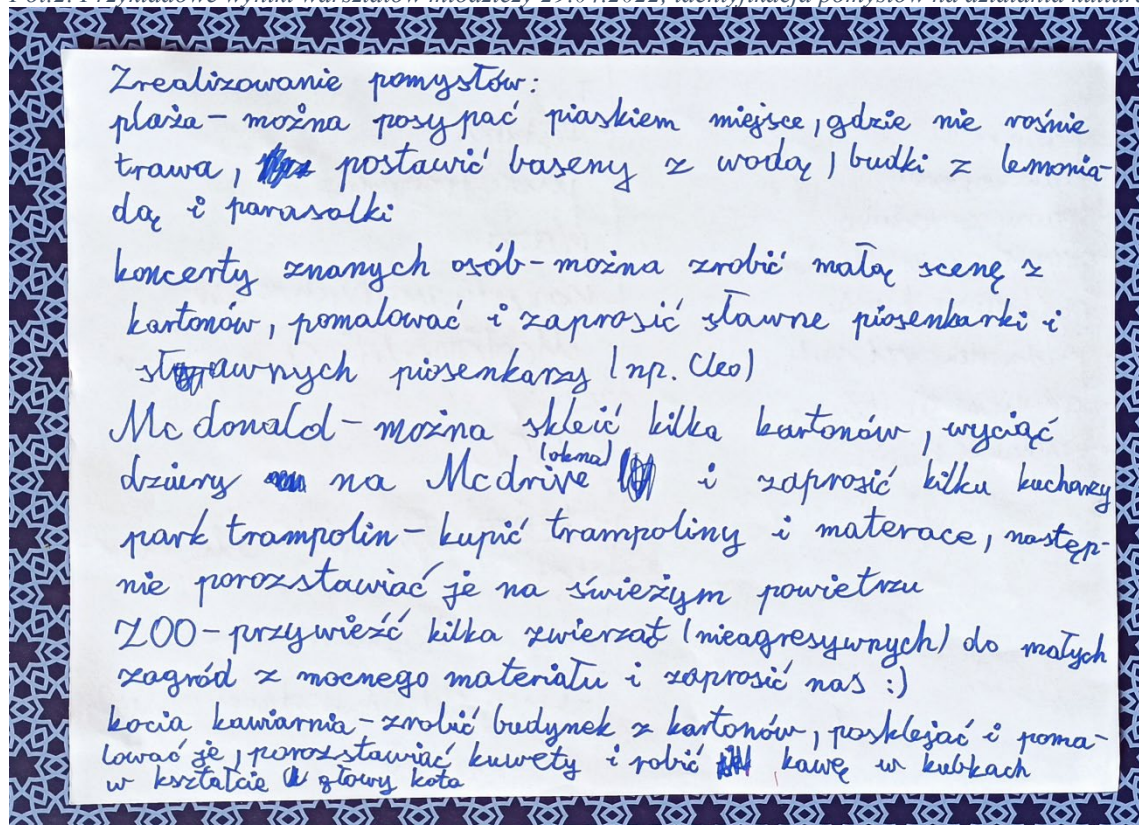 Zrealizowanie pomysłów:
plaża - można posypać piaskiem miejsce, gdzie nie rośnie
trawa, postawić baseny z wodą, budki z lemonia-
dą i parasolki
koncerty znanych osób - można zrobić małą scenę z
kartonów, pomalować i zaprosić sławne piosenkarki i
sławnych piosenkarzy (np. Cleo)
Mc donald - można skleić kilka kartonów, wyciąć
dziury na Mcdrive (okna) i zaprosić kilku kucharzy
park trampolin - kupić trampoliny i materace, następ-
nie porozstawiać je na świeżym powietrzu
ZOO - przywieźć kilka zwierząt (nieagresywnych) do małych
zagród z mocnego materiału i zaprosić nas :)
kocia kawiarnia - zrobić budynek z kartonów, posklejać i poma-
lować je, porozstawiać kuwety i robić kawę w kubkach
w kształcie głowy kota